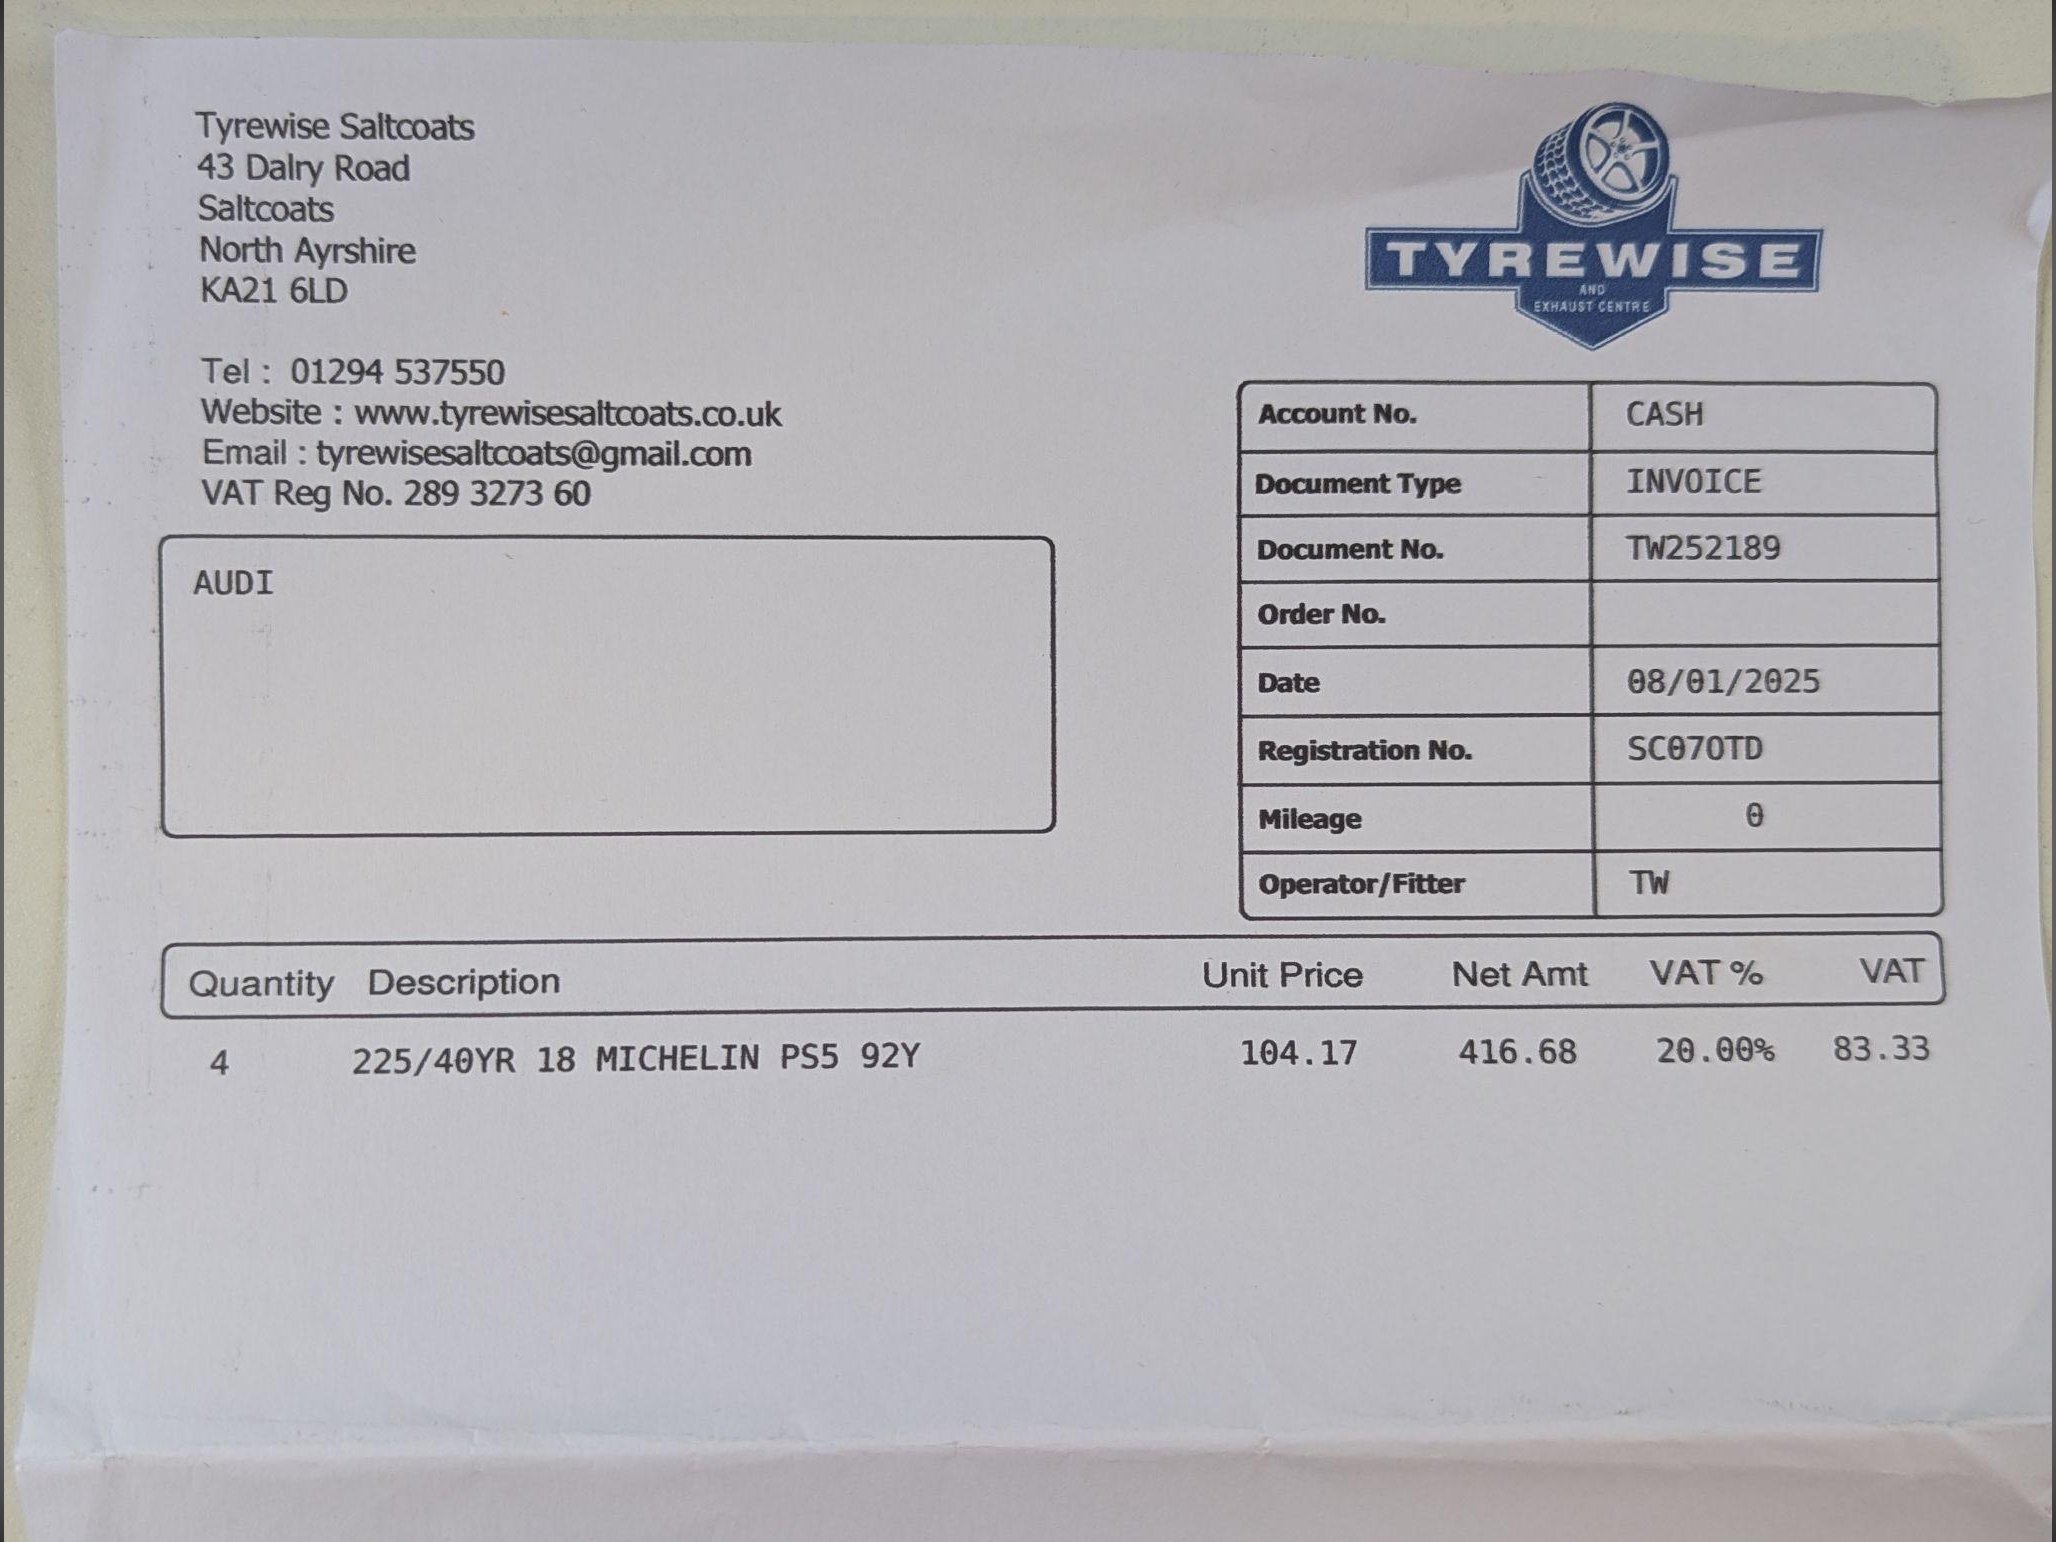 Tyrewise Saltcoats
43 Dalry Road
Saltcoats
North Ayrshire
KA21 6LD
Tel : 01294 537550
Website : www.tyrewisesaltcoats.co.uk
Email : tyrewisesaltcoats@gmail.com
VAT Reg No. 289 3273 60
TYREWISE
AND
EXHAUST CENTRE
AUDI
Account No. CASH
Document Type INVOICE
Document No. TW252189
Order No.
Date 08/01/2025
Registration No. SC07OTD
Mileage 0
Operator/Fitter TW
Quantity Description Unit Price Net Amt VAT % VAT
4 225/40YR 18 MICHELIN PS5 92Y 104.17 416.68 20.00% 83.33